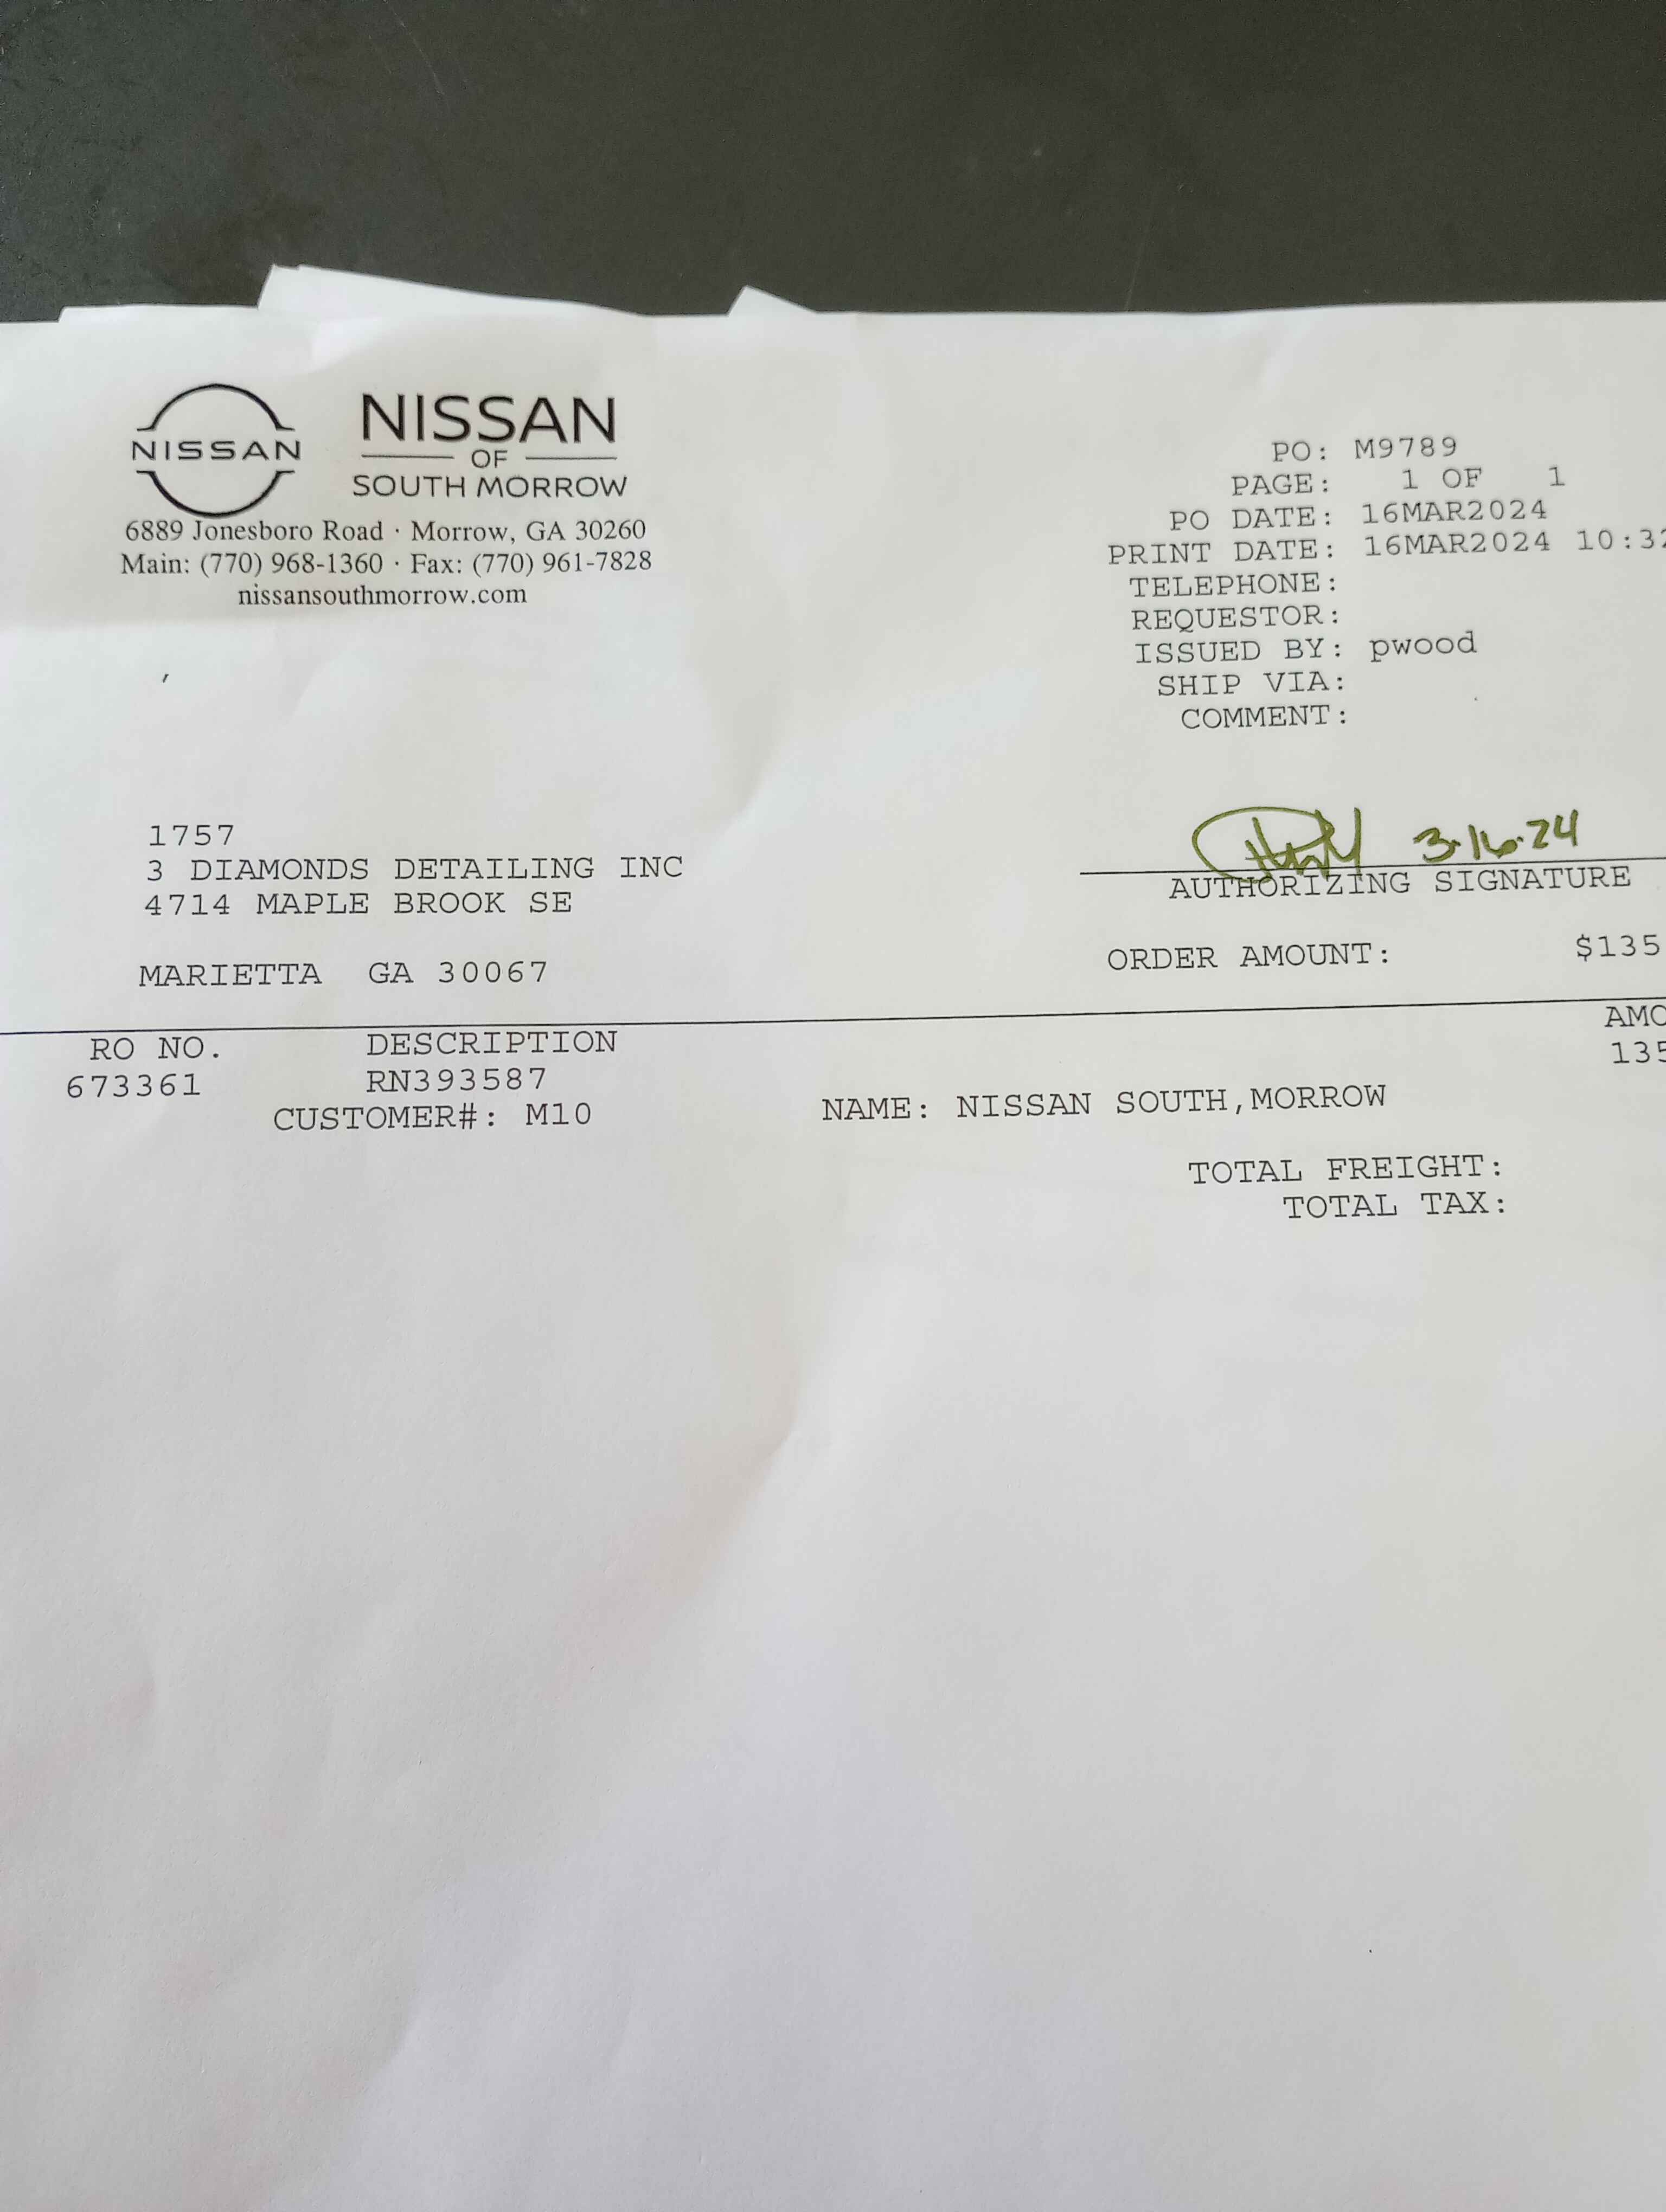 NISSAN
NISSAN
OF
SOUTH MORROW
6889 Jonesboro Road · Morrow, GA 30260
Main: (770) 968-1360 · Fax: (770) 961-7828
nissansouthmorrow.com
PO: M9789
PAGE: 1 OF 1
PO DATE: 16MAR2024
PRINT DATE: 16MAR2024 10:32
TELEPHONE:
REQUESTOR:
ISSUED BY: pwood
SHIP VIA:
COMMENT:
1757
3 DIAMONDS DETAILING INC
4714 MAPLE BROOK SE
MARIETTA GA 30067
3.16.24
AUTHORIZING SIGNATURE
ORDER AMOUNT: $135
RO NO. DESCRIPTION AMO
673361 RN393587 135
CUSTOMER#: M10 NAME: NISSAN SOUTH,MORROW
TOTAL FREIGHT:
TOTAL TAX: